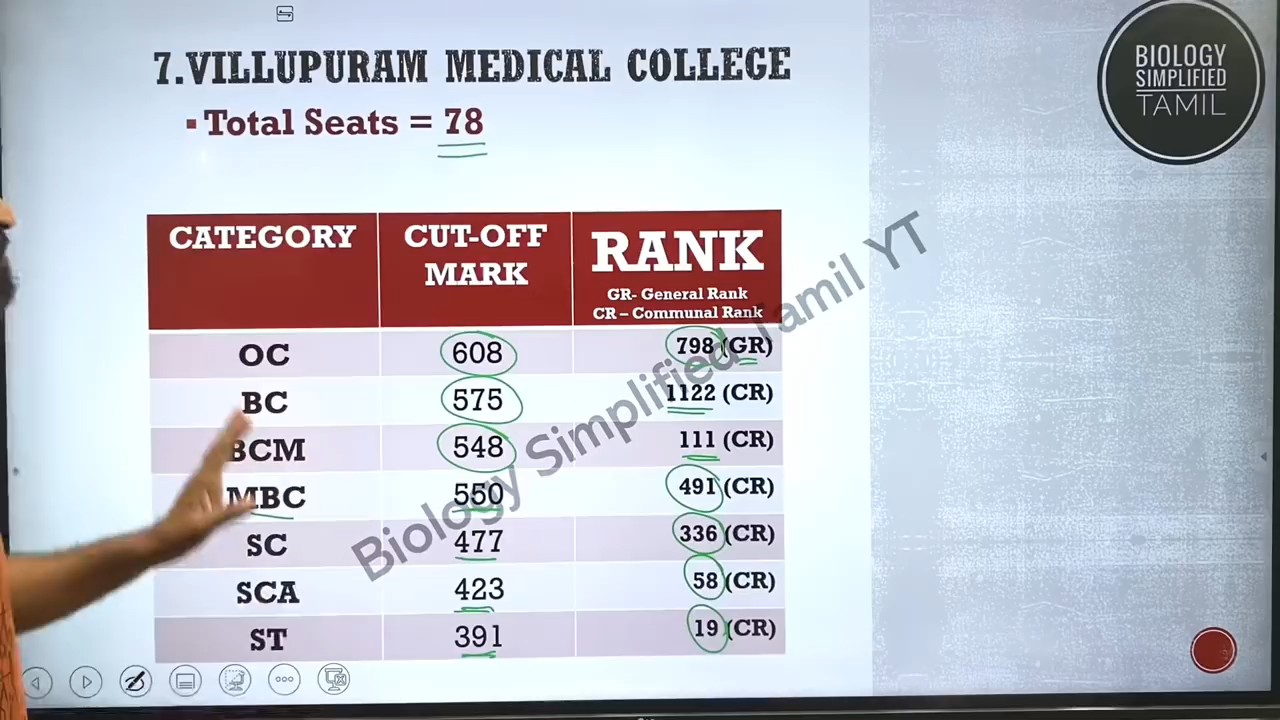 7.VILLUPURAM MEDICAL COLLEGE
Total Seats = 78
BIOLOGY
SIMPLIFIED
TAMIL
CATEGORY CUT-OFF MARK RANK
GR- General Rank
CR – Communal Rank
OC 608 798 (GR)
BC 575 1122 (CR)
BCM 548 111 (CR)
MBC 550 491 (CR)
SC 477 336 (CR)
SCA 423 58 (CR)
ST 391 19 (CR)
Biology Simplified Tamil YT